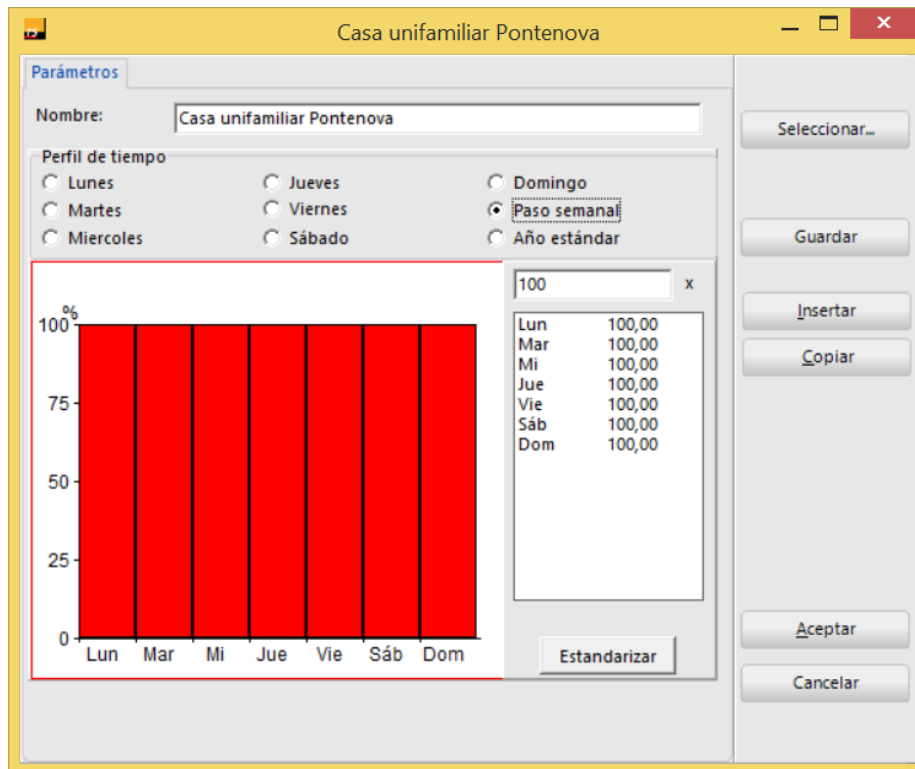 Casa unifamiliar Pontenova
Parámetros
Nombre: Casa unifamiliar Pontenova
Seleccionar...
Perfil de tiempo
Lunes Jueves Domingo
Martes Viernes Paso semanal
Miercoles Sábado Año estándar
Guardar
100 x
Insertar
Copiar
%
100
75
50
25
0
Lun Mar Mi Jue Vie Sáb Dom
Lun 100,00
Mar 100,00
Mi 100,00
Jue 100,00
Vie 100,00
Sáb 100,00
Dom 100,00
Estandarizar
Aceptar
Cancelar